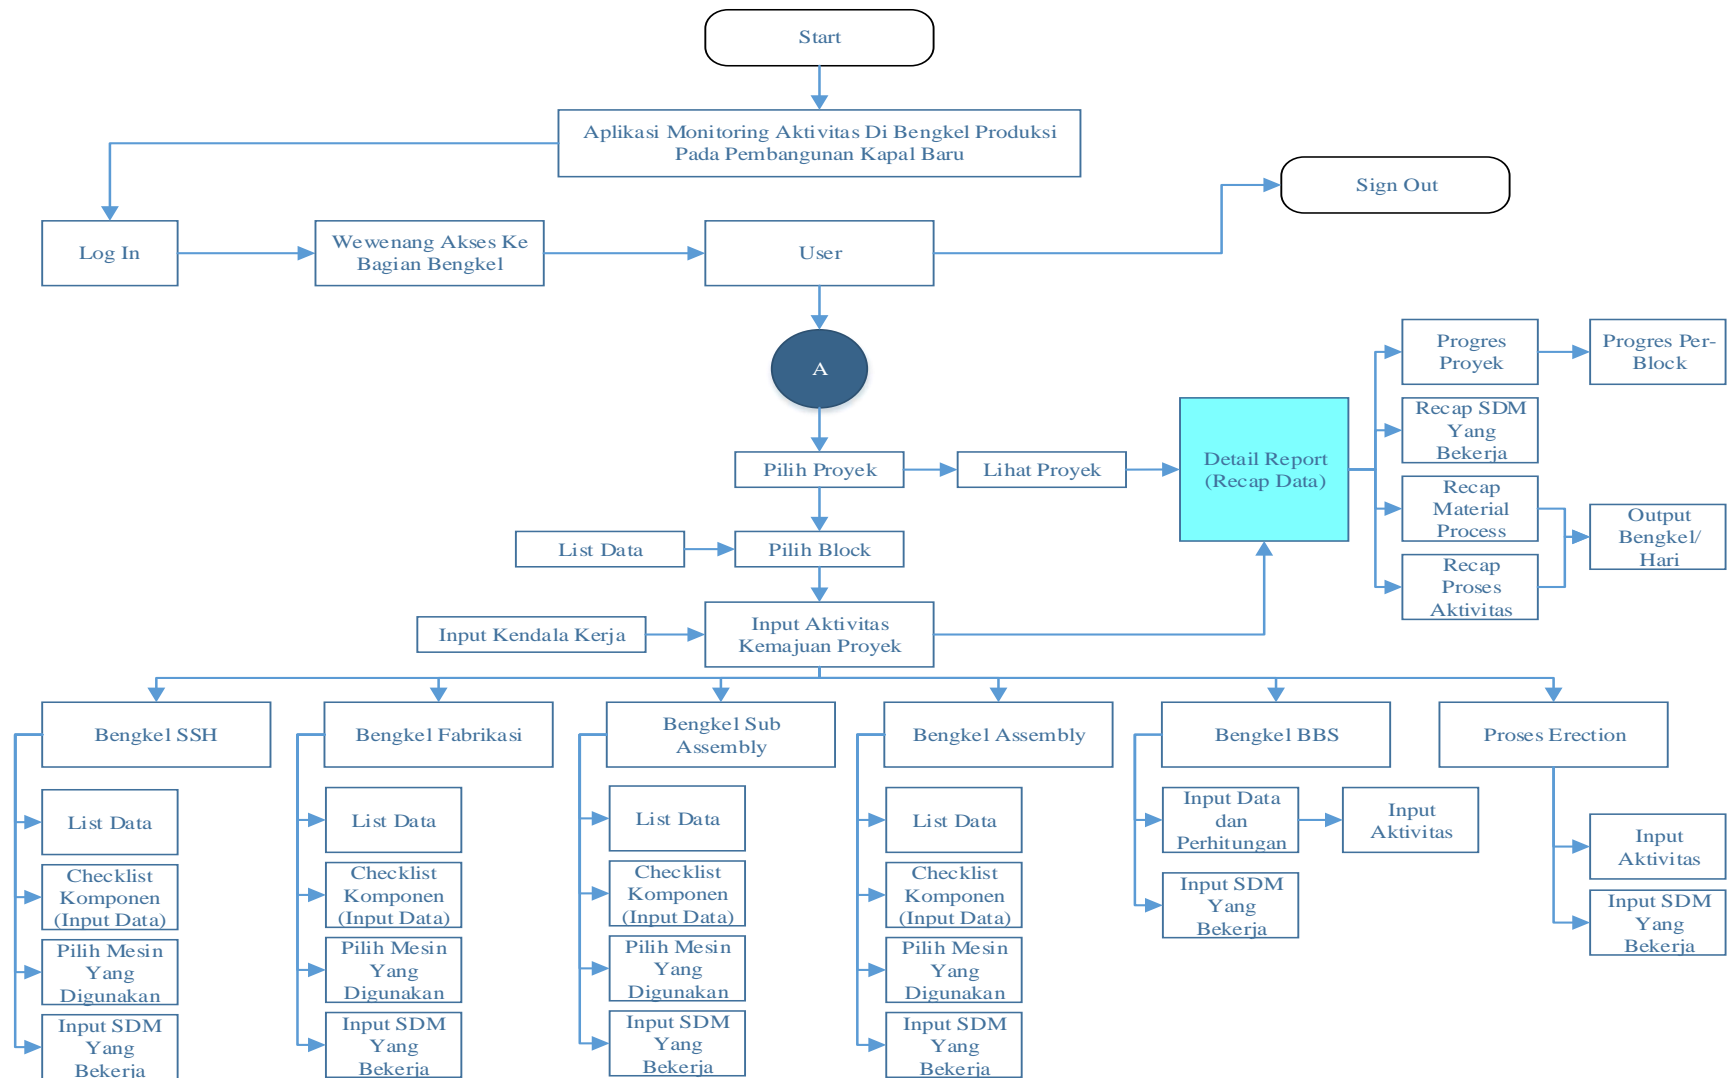 Start
Aplikasi Monitoring Aktivitas Di Bengkel Produksi
Pada Pembangunan Kapal Baru
Sign Out
Log In
Wewenang Akses Ke
Bagian Bengkel
User
A
Progres
Proyek
Progres Per-
Block
Recap SDM
Yang
Bekerja
Pilih Proyek
Lihat Proyek
Detail Report
(Recap Data)
Recap
Material
Process
Output
Bengkel/
Hari
List Data
Pilih Block
Recap
Proses
Aktivitas
Input Kendala Kerja
Input Aktivitas
Kemajuan Proyek
Bengkel SSH
Bengkel Fabrikasi
Bengkel Sub
Assembly
Bengkel Assembly
Bengkel BBS
Proses Erection
List Data
Checklist
Komponen
(Input Data)
Pilih Mesin
Yang
Digunakan
Input SDM
Yang
Bekerja
List Data
Checklist
Komponen
(Input Data)
Pilih Mesin
Yang
Digunakan
Input SDM
Yang
Bekerja
List Data
Checklist
Komponen
(Input Data)
Pilih Mesin
Yang
Digunakan
Input SDM
Yang
Bekerja
List Data
Checklist
Komponen
(Input Data)
Pilih Mesin
Yang
Digunakan
Input SDM
Yang
Bekerja
Input Data
dan
Perhitungan
Input
Aktivitas
Input SDM
Yang
Bekerja
Input
Aktivitas
Input SDM
Yang
Bekerja